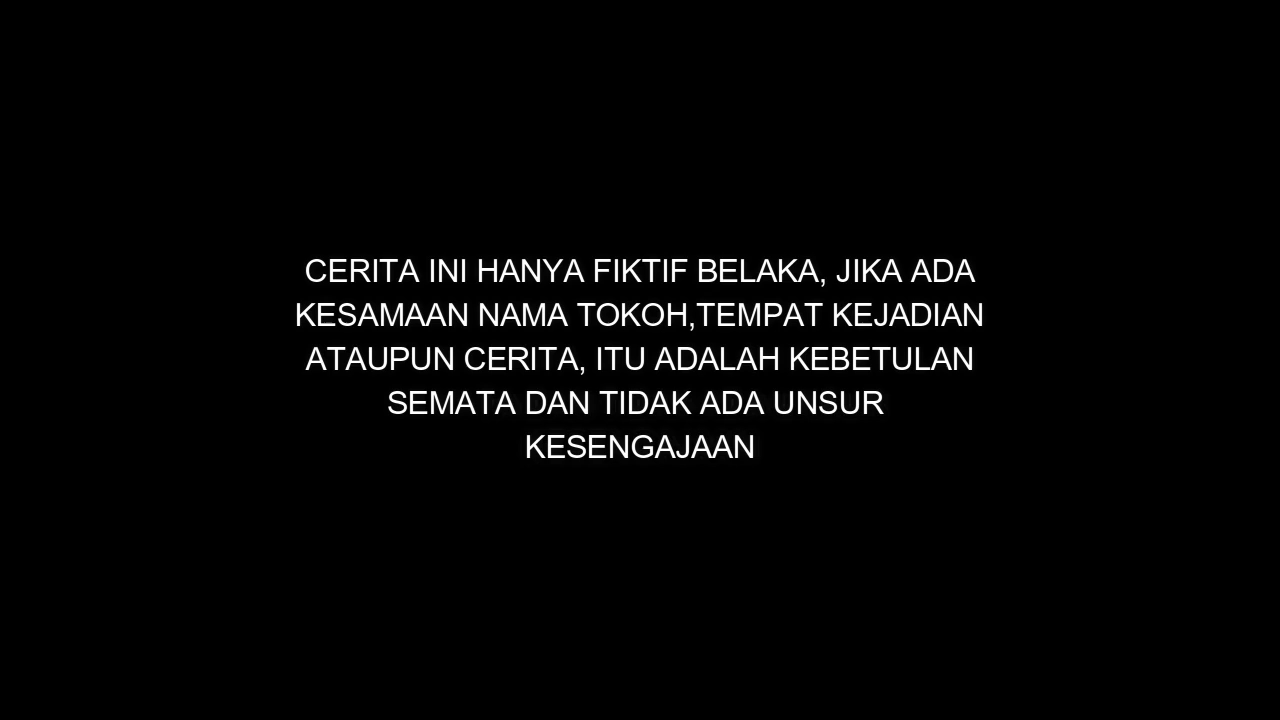 CERITA INI HANYA FIKTIF BELAKA, JIKA ADA
KESAMAAN NAMA TOKOH,TEMPAT KEJADIAN
ATAUPUN CERITA, ITU ADALAH KEBETULAN
SEMATA DAN TIDAK ADA UNSUR
KESENGAJAAN